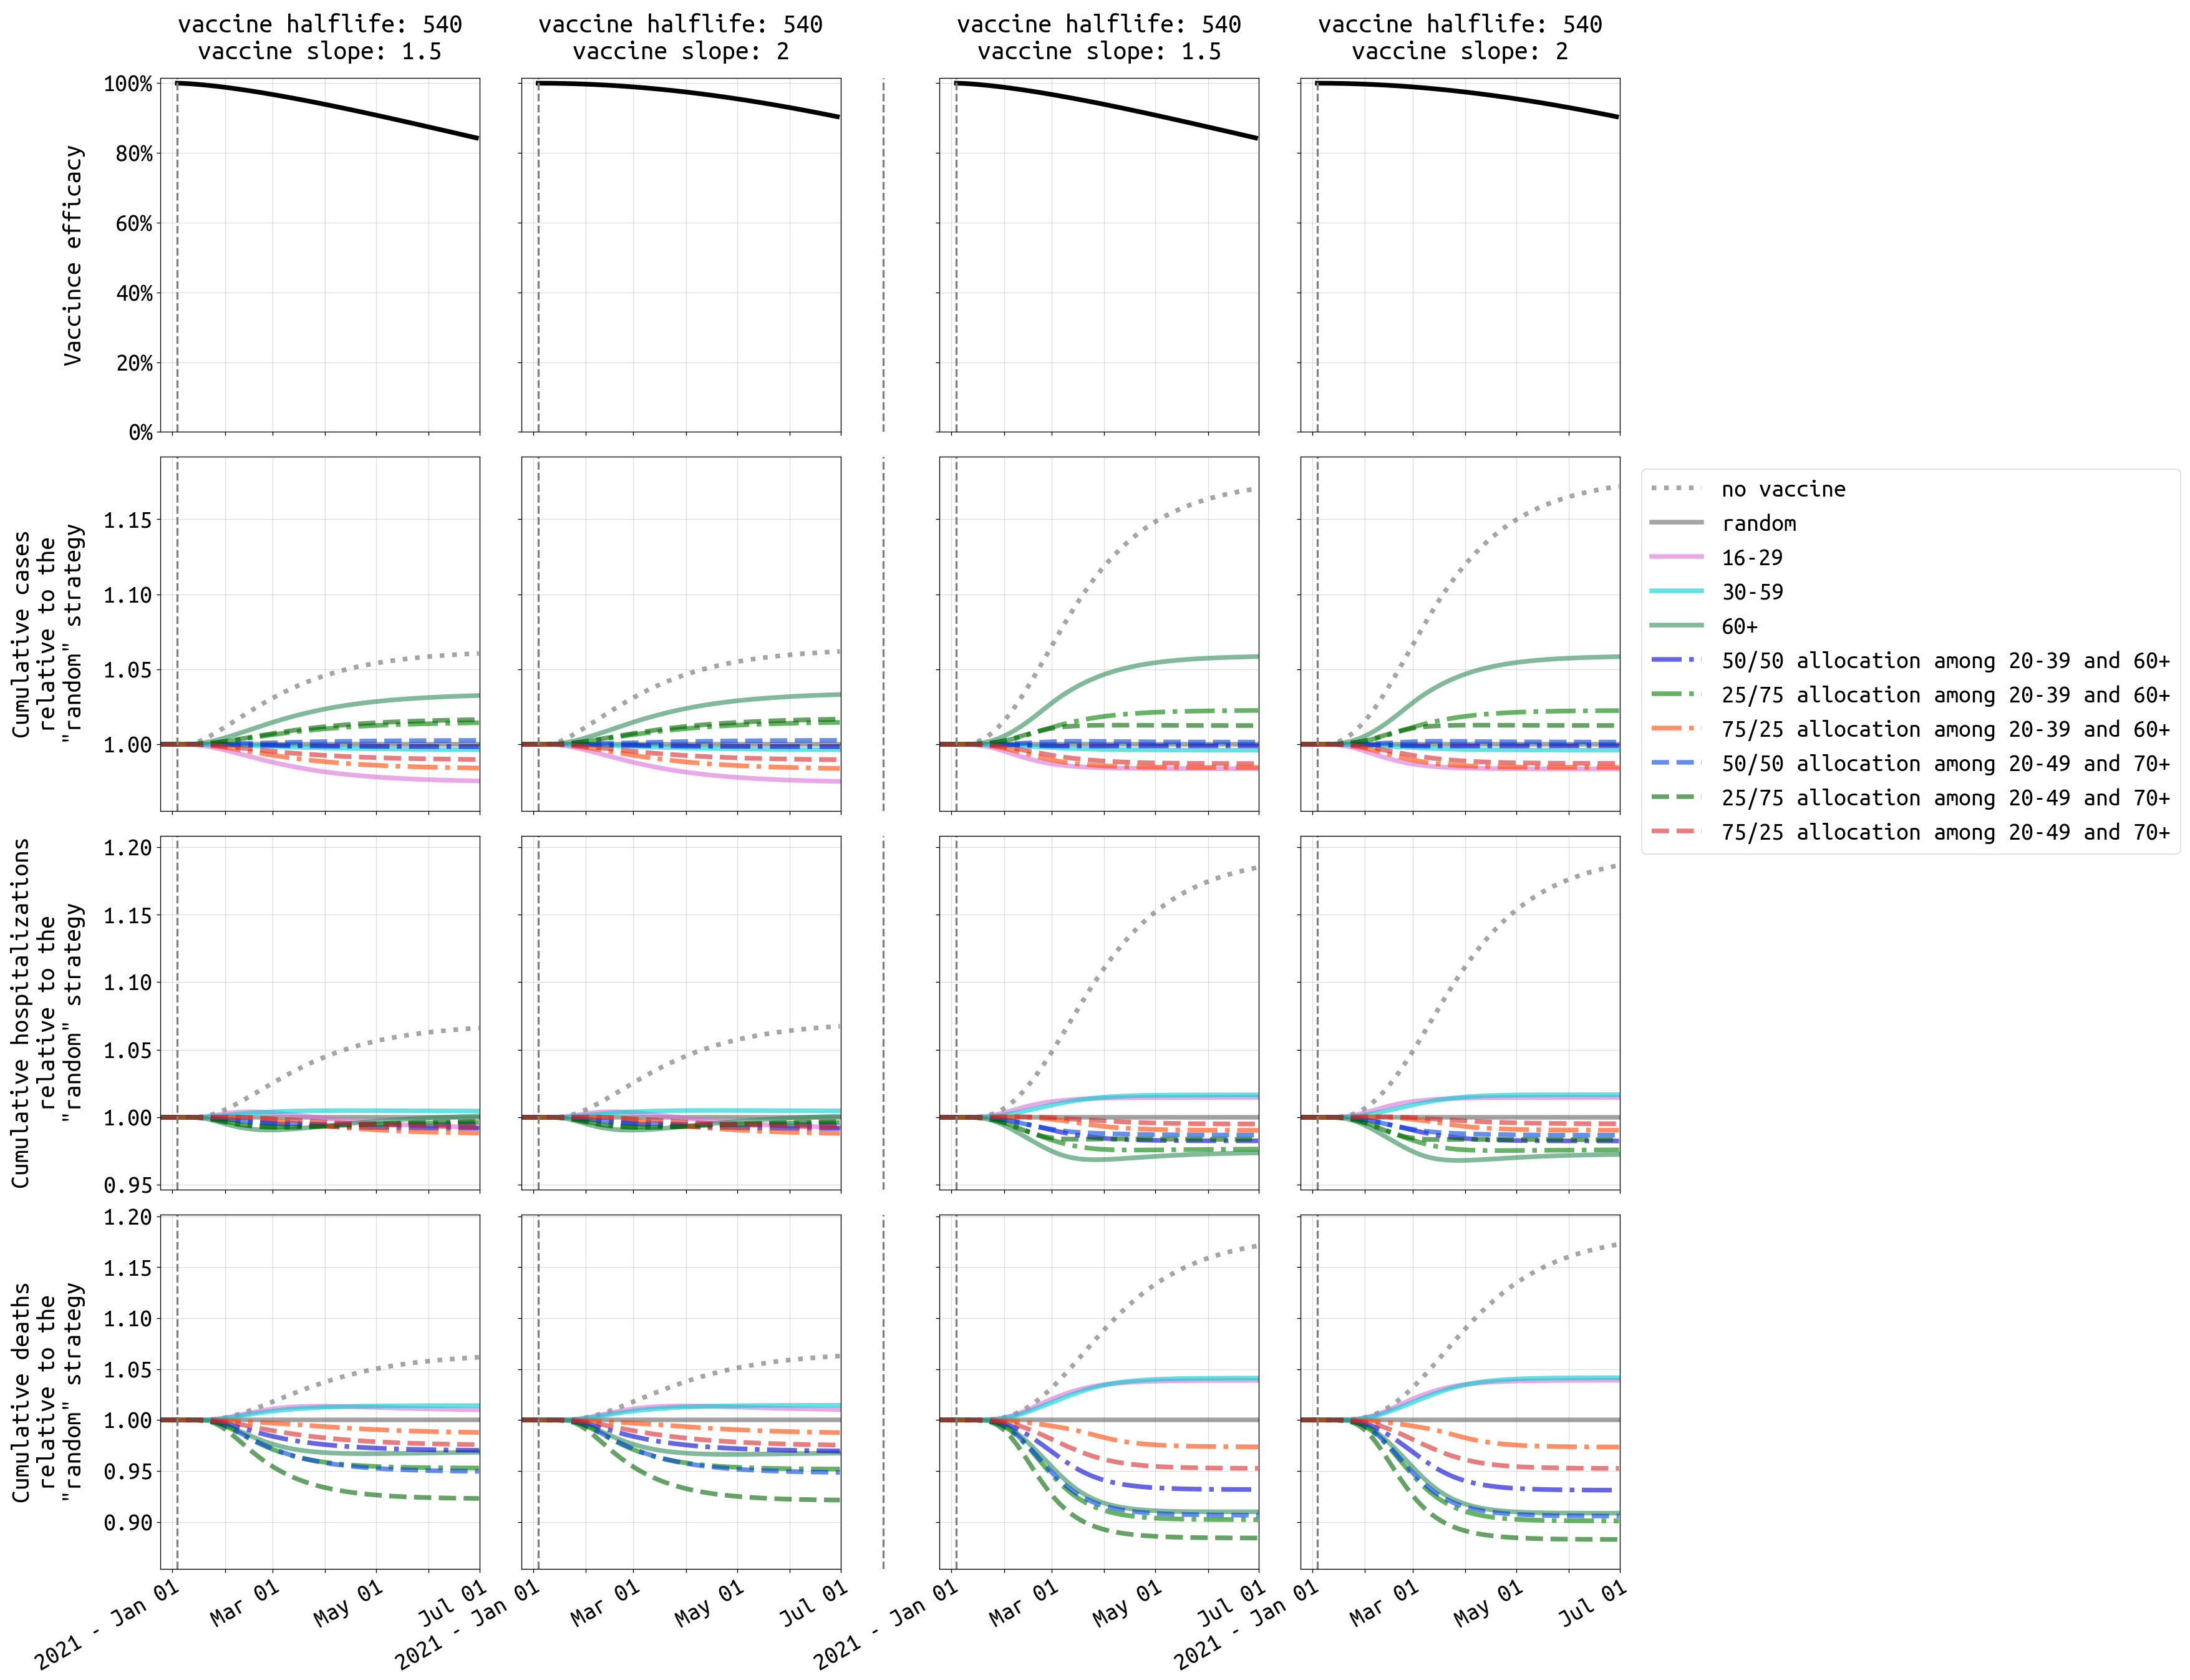 vaccine halflife: 540
vaccine slope: 1.5
vaccine halflife: 540
vaccine slope: 2
vaccine halflife: 540
vaccine slope: 1.5
vaccine halflife: 540
vaccine slope: 2
Vaccince efficacy
100%
80%
60%
40%
20%
0%
Cumulative cases
relative to the
"random" strategy
1.15
1.10
1.05
1.00
no vaccine
random
16-29
30-59
60+
50/50 allocation among 20-39 and 60+
25/75 allocation among 20-39 and 60+
75/25 allocation among 20-39 and 60+
50/50 allocation among 20-49 and 70+
25/75 allocation among 20-49 and 70+
75/25 allocation among 20-49 and 70+
Cumulative hospitalizations
relative to the
"random" strategy
1.20
1.15
1.10
1.05
1.00
0.95
Cumulative deaths
relative to the
"random" strategy
1.20
1.15
1.10
1.05
1.00
0.95
0.90
2021 - Jan 01
Mar 01
May 01
Jul 01
2021 - Jan 01
Mar 01
May 01
Jul 01
2021 - Jan 01
Mar 01
May 01
Jul 01
2021 - Jan 01
Mar 01
May 01
Jul 01